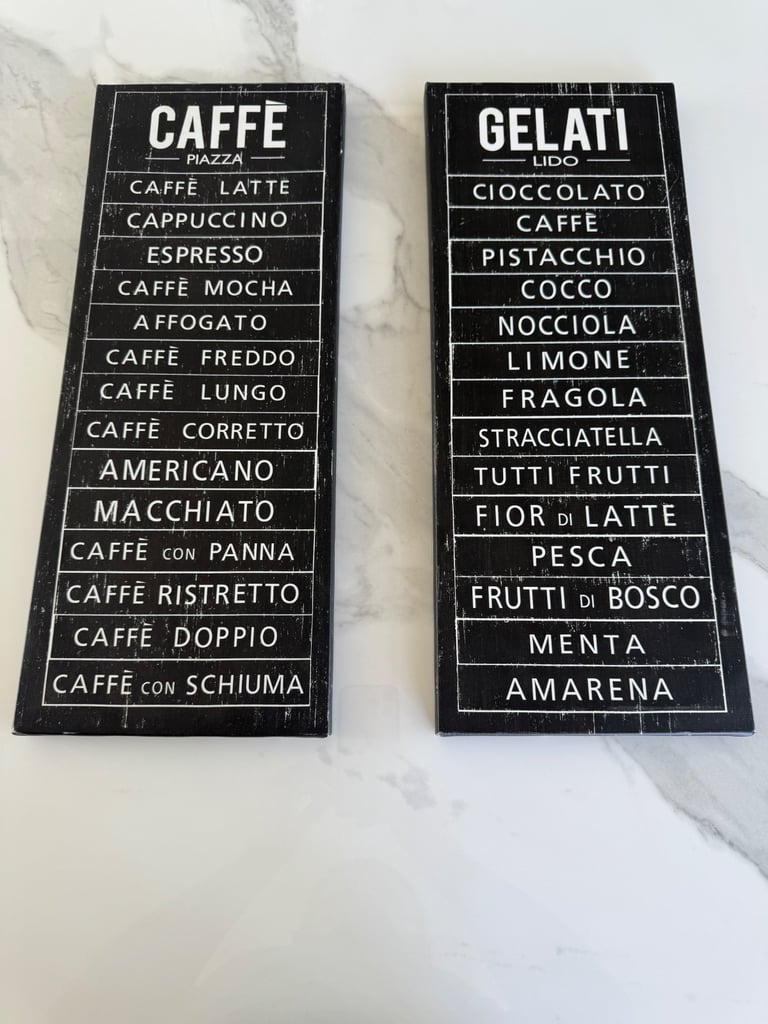 CAFFÈ
PIAZZA
CAFFÈ LATTE
CAPPUCCINO
ESPRESSO
CAFFÈ MOCHA
AFFOGATO
CAFFÈ FREDDO
CAFFÈ LUNGO
CAFFÈ CORRETTO
AMERICANO
MACCHIATO
CAFFÈ CON PANNA
CAFFÈ RISTRETTO
CAFFÈ DOPPIO
CAFFÈ CON SCHIUMA
GELATI
LIDO
CIOCCOLATO
CAFFÈ
PISTACCHIO
COCCO
NOCCIOLA
LIMONE
FRAGOLA
STRACCIATELLA
TUTTI FRUTTI
FIOR DI LATTE
PESCA
FRUTTI DI BOSCO
MENTA
AMARENA